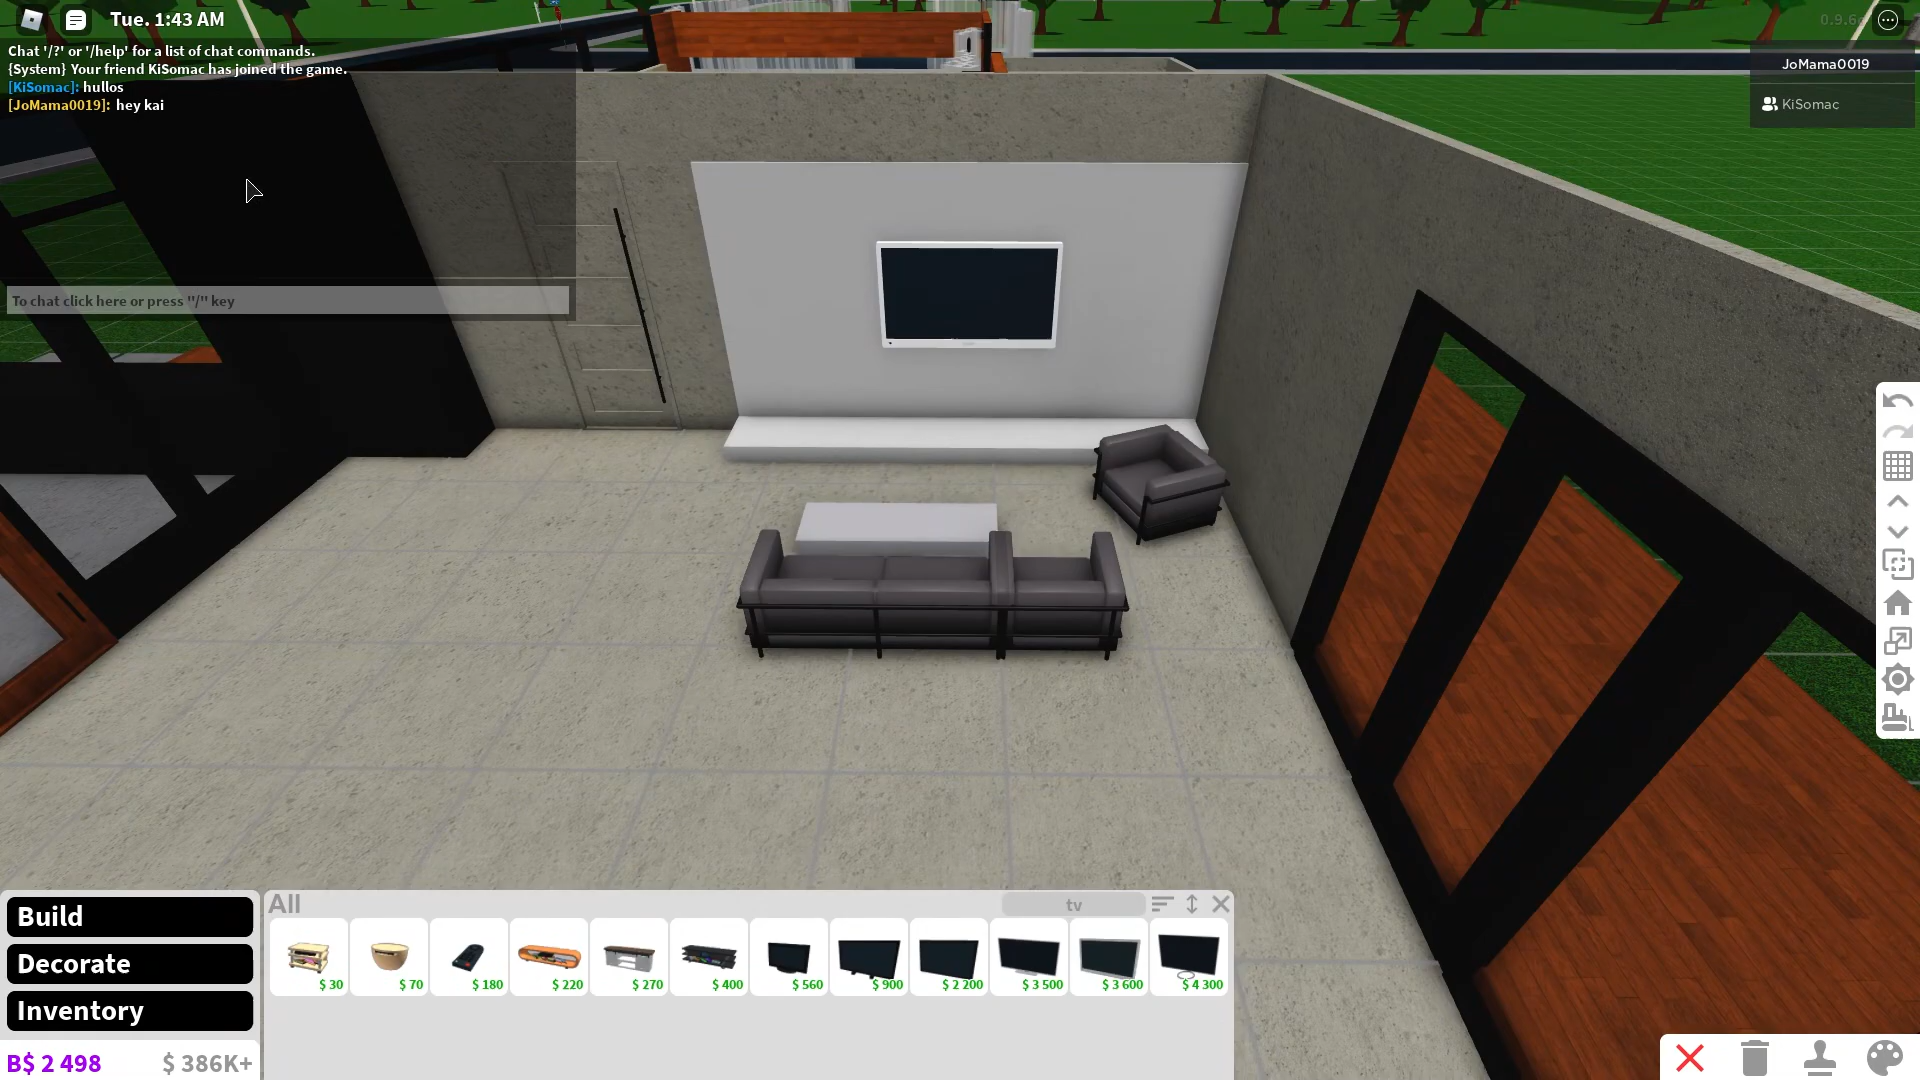 Tue. 1:43 AM
0.9.6
Chat '/?' or '/help' for a list of chat commands.
{System} Your friend KiSomac has joined the game.
[KiSomac]: hullos
[JoMama0019]: hey kai
To chat click here or press "/" key
JoMama0019
KiSomac
Build
Decorate
Inventory
B$ 2 498 $ 386K+
All tv
$ 30 $ 70 $ 180 $ 220 $ 270 $ 400 $ 560 $ 900 $ 2 200 $ 3 500 $ 3 600 $ 4 300